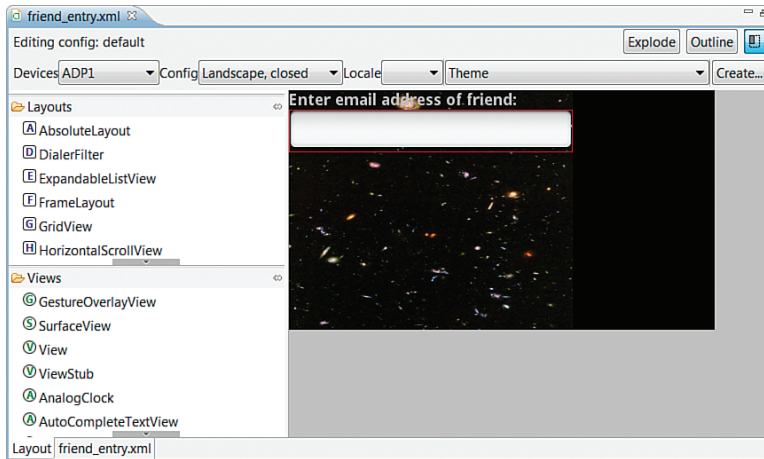 friend_entry.xml
Editing config: default
Explode
Outline
Devices ADP1 Config Landscape, closed Locale Theme Create...
Layouts
A AbsoluteLayout
D DialerFilter
E ExpandableListView
F FrameLayout
G GridView
H HorizontalScrollView
Views
G GestureOverlayView
S SurfaceView
V View
V ViewStub
A AnalogClock
A AutoCompleteTextView
Enter email address of friend:
Layout friend_entry.xml